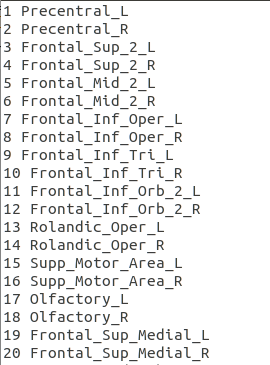 1 Precentral_L
2 Precentral_R
3 Frontal_Sup_2_L
4 Frontal_Sup_2_R
5 Frontal_Mid_2_L
6 Frontal_Mid_2_R
7 Frontal_Inf_Oper_L
8 Frontal_Inf_Oper_R
9 Frontal_Inf_Tri_L
10 Frontal_Inf_Tri_R
11 Frontal_Inf_Orb_2_L
12 Frontal_Inf_Orb_2_R
13 Rolandic_Oper_L
14 Rolandic_Oper_R
15 Supp_Motor_Area_L
16 Supp_Motor_Area_R
17 Olfactory_L
18 Olfactory_R
19 Frontal_Sup_Medial_L
20 Frontal_Sup_Medial_R